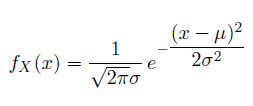 f_X(x) = \frac{1}{\sqrt{2\pi}\sigma} e^{-\frac{(x-\mu)^2}{2\sigma^2}}